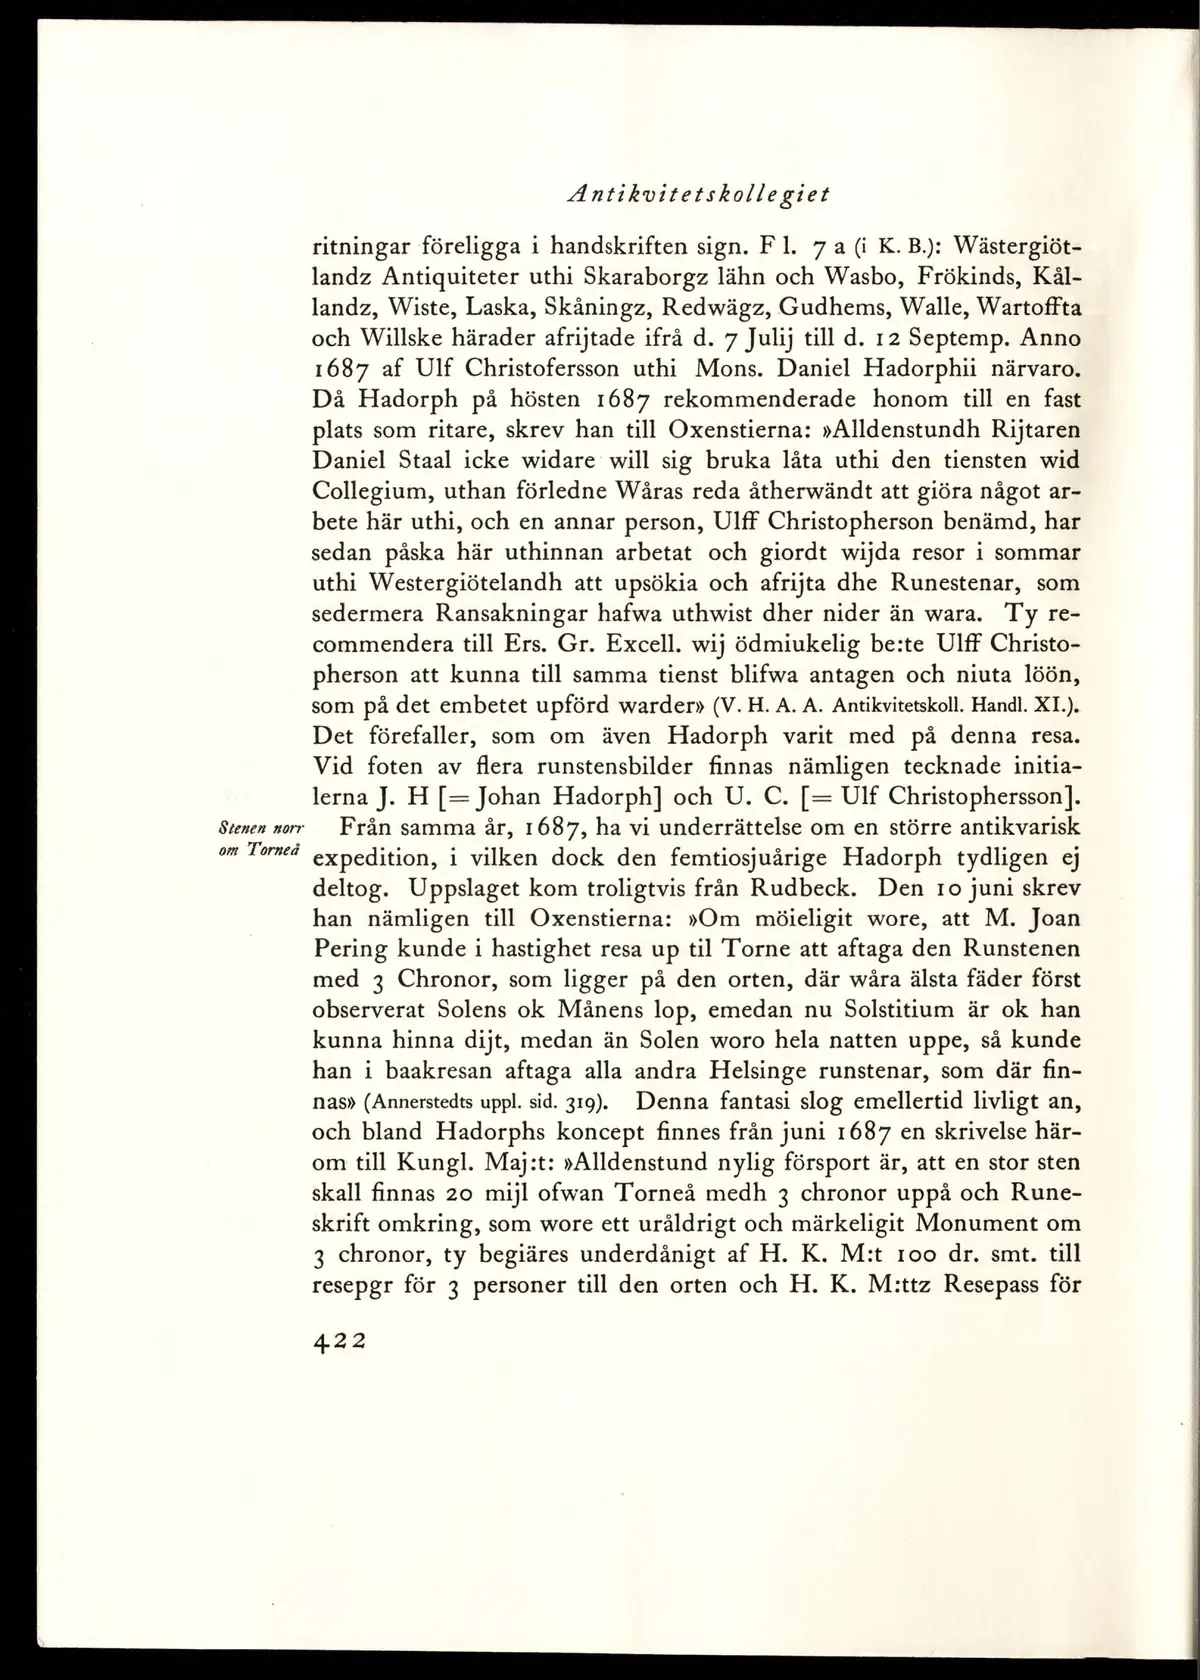 Antikvitetskollegiet
ritningar föreligga i handskriften sign. F l. 7 a (i K. B.): Wästergiöt-
landz Antiquiteter uthi Skaraborgz lähn och Wasbo, Frökinds, Kål-
landz, Wiste, Laska, Skåningz, Redwägz, Gudhems, Walle, Wartoffta
och Willske härader afrijtade ifrå d. 7 Julij till d. 12 Septemp. Anno
1687 af Ulf Christofersson uthi Mons. Daniel Hadorphii närvaro.
Då Hadorph på hösten 1687 rekommenderade honom till en fast
plats som ritare, skrev han till Oxenstierna: »Alldenstundh Rijtaren
Daniel Staal icke widare will sig bruka låta uthi den tiensten wid
Collegium, uthan förledne Wåras reda åtherwändt att giöra något ar-
bete här uthi, och en annar person, Ulff Christopherson benämd, har
sedan påska här uthinnan arbetat och giordt wijda resor i sommar
uthi Westergiötelandh att upsökia och afrijta dhe Runestenar, som
sedermera Ransakningar hafwa uthwist dher nider än wara. Ty re-
commendera till Ers. Gr. Excell. wij ödmiukelig be:te Ulff Christo-
pherson att kunna till samma tienst blifwa antagen och niuta löön,
som på det embetet upförd warder» (V. H. A. A. Antikvitetskoll. Handl. XI.).
Det förefaller, som om även Hadorph varit med på denna resa.
Vid foten av flera runstensbilder finnas nämligen tecknade initia-
lerna J. H [= Johan Hadorph] och U. C. [= Ulf Christophersson].
Stenen norr
om Torneå
Från samma år, 1687, ha vi underrättelse om en större antikvarisk
expedition, i vilken dock den femtiosjuårige Hadorph tydligen ej
deltog. Uppslaget kom troligtvis från Rudbeck. Den 10 juni skrev
han nämligen till Oxenstierna: »Om möieligit wore, att M. Joan
Pering kunde i hastighet resa up til Torne att aftaga den Runstenen
med 3 Chronor, som ligger på den orten, där wåra älsta fäder först
observerat Solens ok Månens lop, emedan nu Solstitium är ok han
kunna hinna dijt, medan än Solen woro hela natten uppe, så kunde
han i baakresan aftaga alla andra Helsinge runstenar, som där fin-
nas» (Annerstedts uppl. sid. 319). Denna fantasi slog emellertid livligt an,
och bland Hadorphs koncept finnes från juni 1687 en skrivelse här-
om till Kungl. Maj:t: »Alldenstund nylig försport är, att en stor sten
skall finnas 20 mijl ofwan Torneå medh 3 chronor uppå och Rune-
skrift omkring, som wore ett uråldrigt och märkeligit Monument om
3 chronor, ty begiäres underdånigt af H. K. M:t 100 dr. smt. till
resepgr för 3 personer till den orten och H. K. M:ttz Resepass för
422